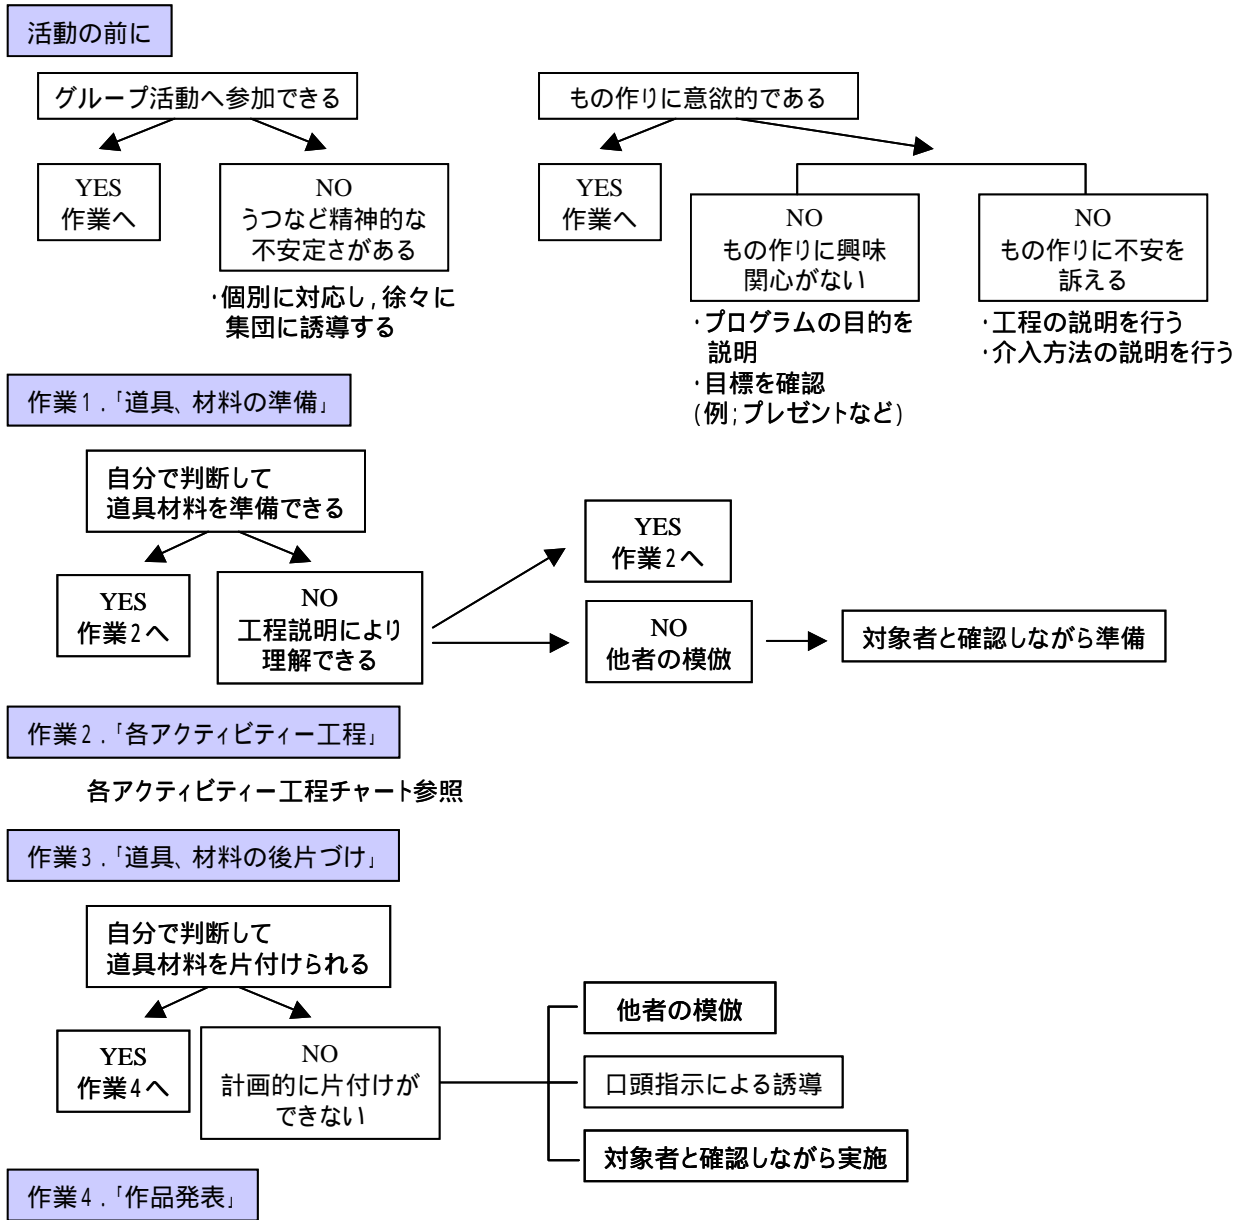 活動の前に
グループ活動へ参加できる
YES
作業へ
NO
うつなど精神的な
不安定さがある
・個別に対応し,徐々に
集団に誘導する
もの作りに意欲的である
YES
作業へ
NO
もの作りに興味
関心がない
・プログラムの目的を
説明
・目標を確認
(例;プレゼントなど)
NO
もの作りに不安を
訴える
・工程の説明を行う
・介入方法の説明を行う
作業1.「道具、材料の準備」
自分で判断して
道具材料を準備できる
YES
作業2へ
NO
工程説明により
理解できる
YES
作業2へ
NO
他者の模倣
対象者と確認しながら準備
作業2.「各アクティビティー工程」
各アクティビティー工程チャート参照
作業3.「道具、材料の後片づけ」
自分で判断して
道具材料を片付けられる
YES
作業4へ
NO
計画的に片付けが
できない
他者の模倣
口頭指示による誘導
対象者と確認しながら実施
作業4.「作品発表」